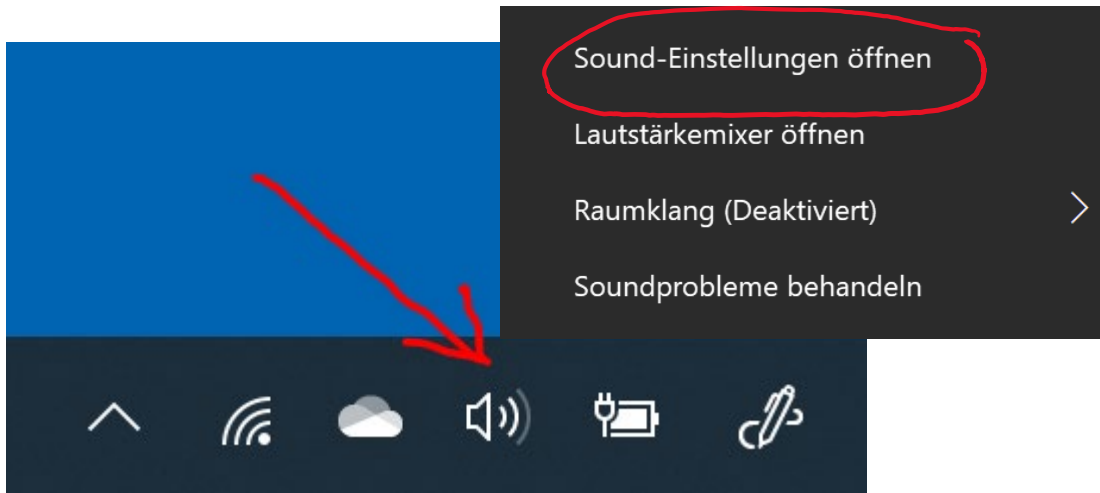 Sound-Einstellungen öffnen
Lautstärkemixer öffnen
Raumklang (Deaktiviert)
Soundprobleme behandeln